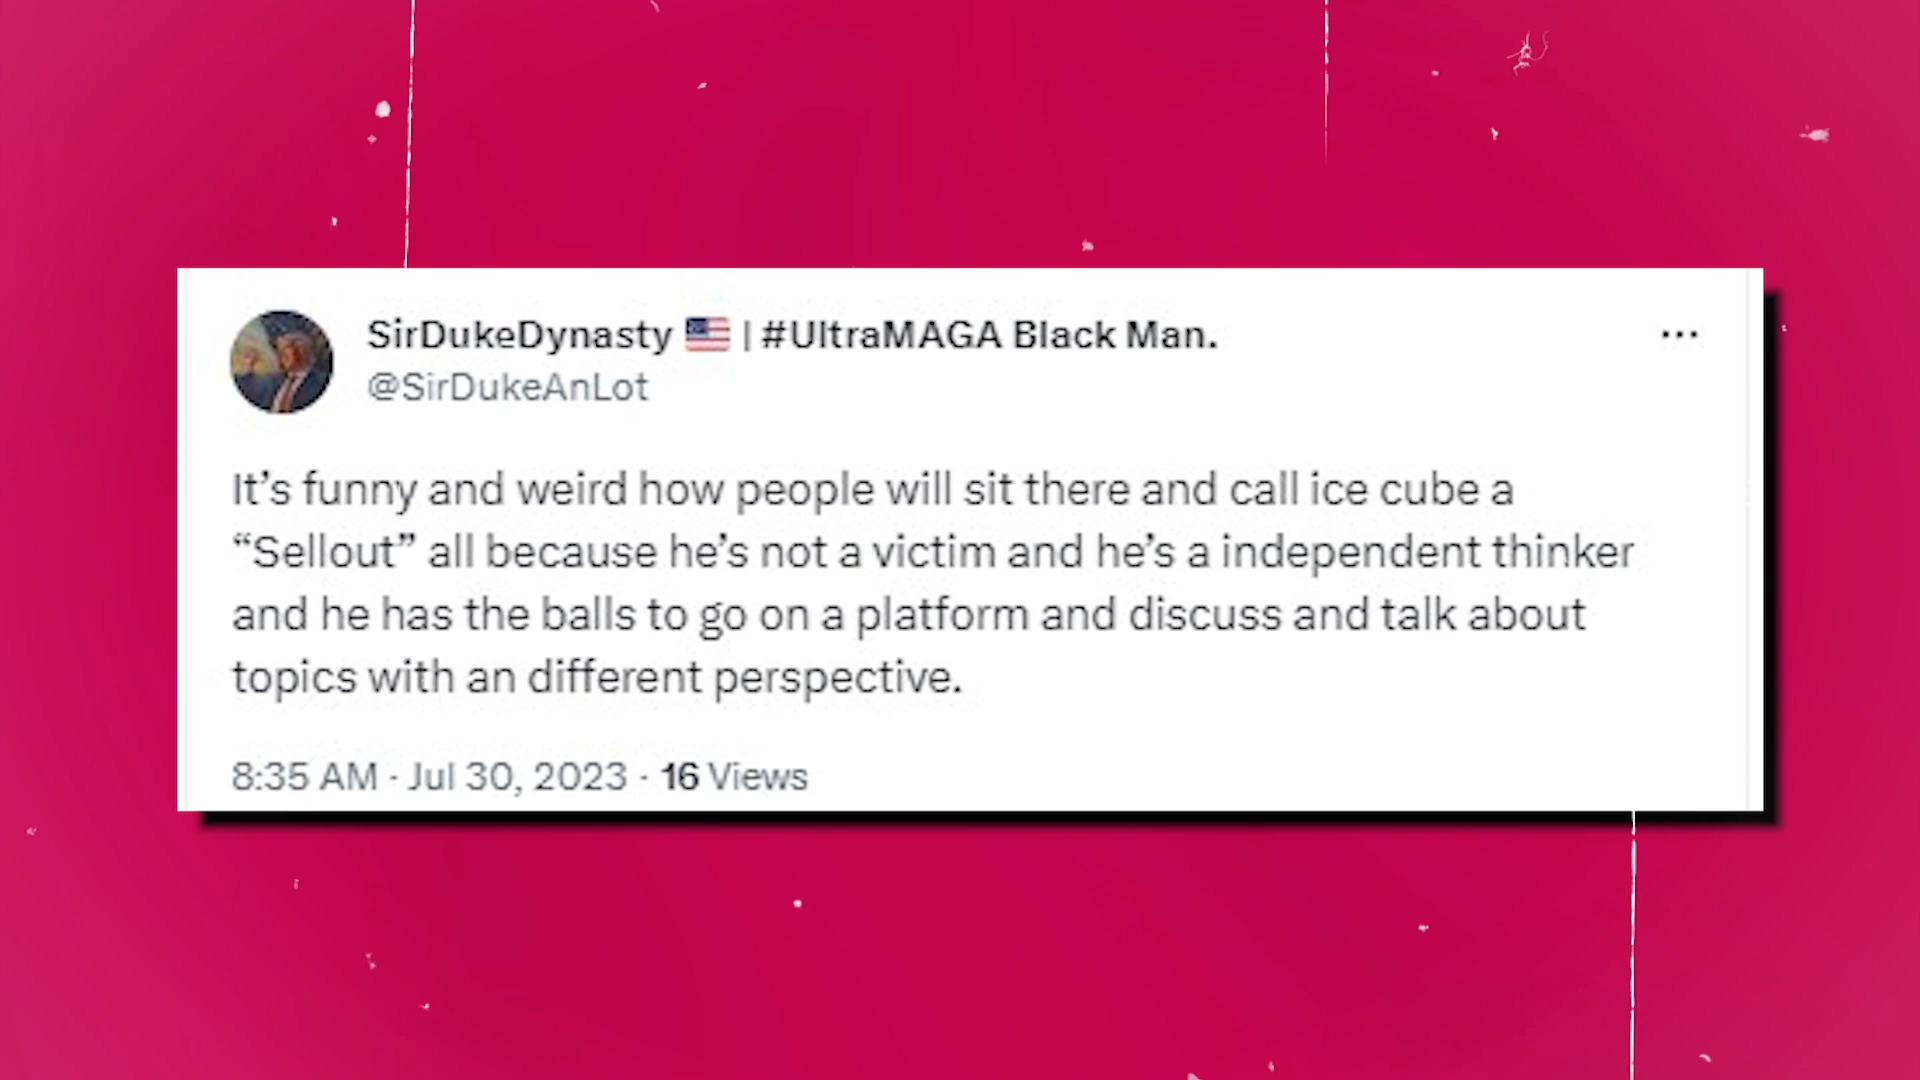 SirDukeDynasty 🇺🇸 | #UltraMAGA Black Man.
@SirDukeAnLot
It’s funny and weird how people will sit there and call ice cube a
“Sellout” all because he’s not a victim and he’s a independent thinker
and he has the balls to go on a platform and discuss and talk about
topics with an different perspective.
8:35 AM · Jul 30, 2023 · 16 Views